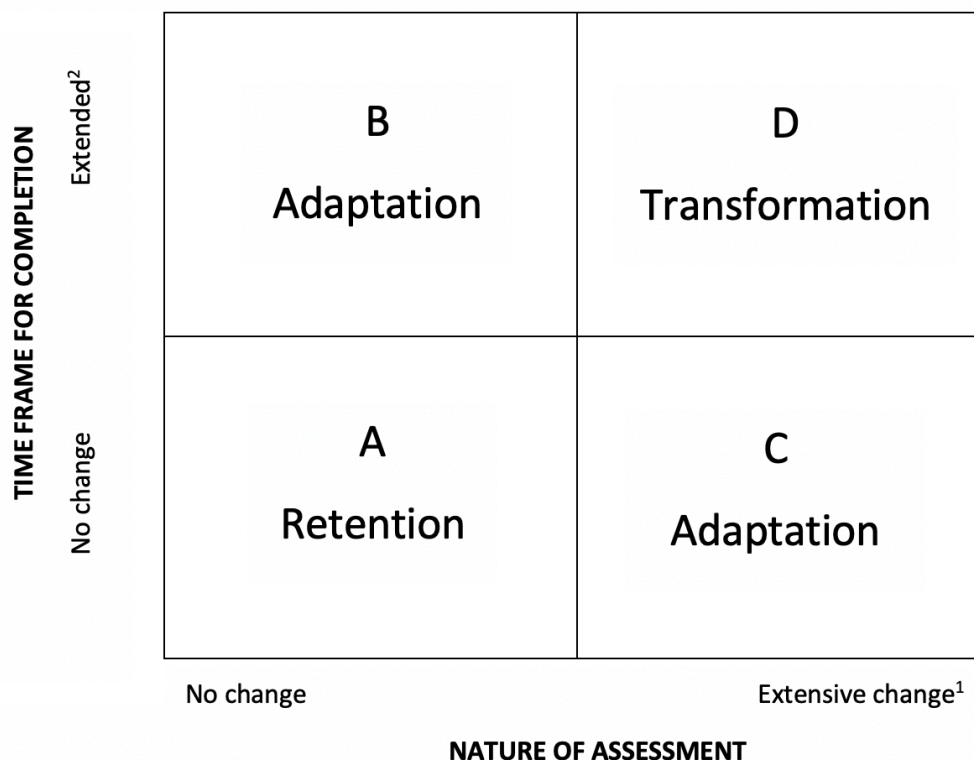 TIME FRAME FOR COMPLETION
Extended²
No change
B
Adaptation
D
Transformation
A
Retention
C
Adaptation
No change
Extensive change¹
NATURE OF ASSESSMENT